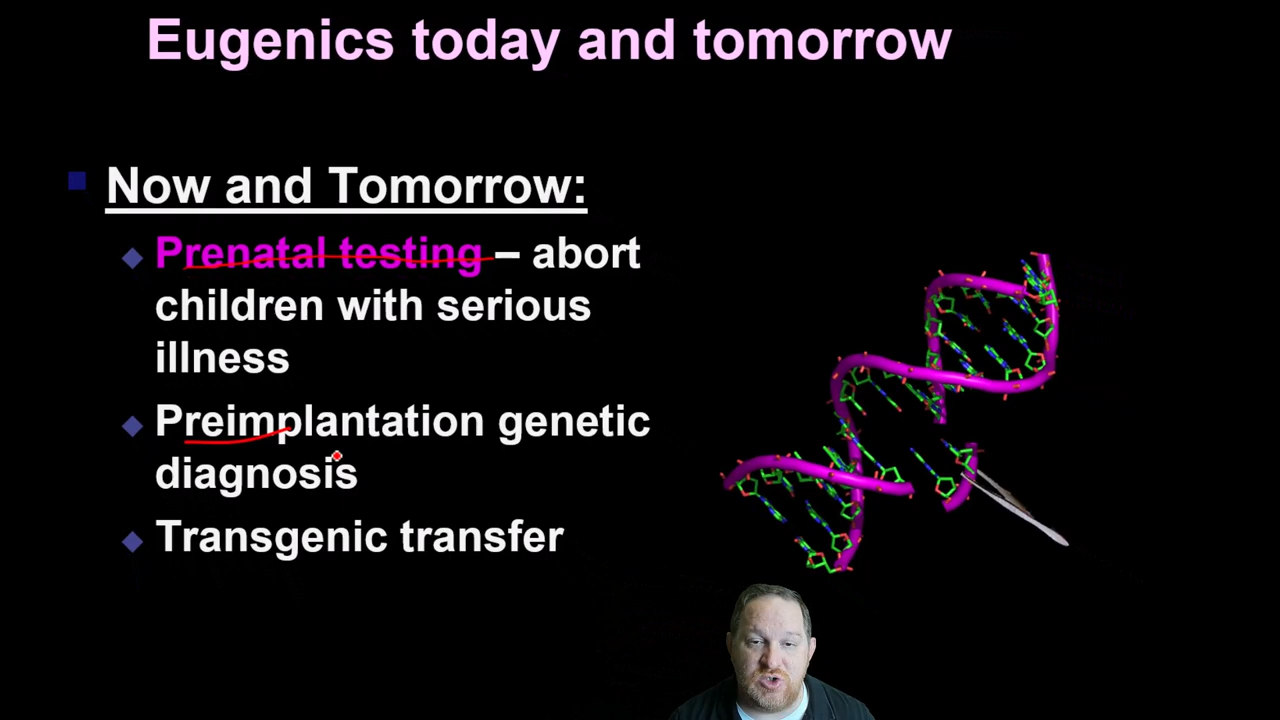 Eugenics today and tomorrow
Now and Tomorrow:
Prenatal testing – abort
children with serious
illness
Preimplantation genetic
diagnosis
Transgenic transfer